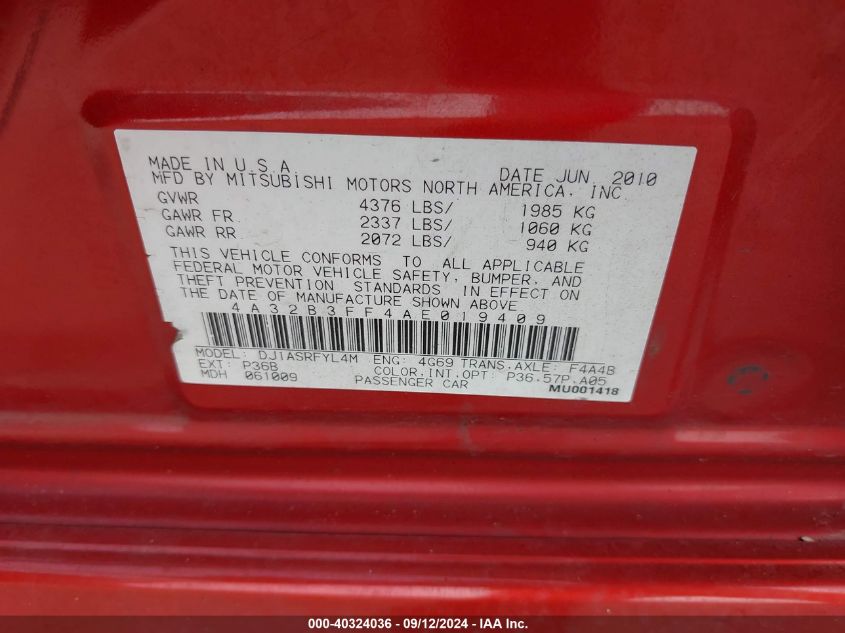 MADE IN U.S.A DATE JUN. 2010
MFD BY MITSUBISHI MOTORS NORTH AMERICA, INC
GVWR 4376 LBS/ 1985 KG
GAWR FR 2337 LBS/ 1060 KG
GAWR RR 2072 LBS/ 940 KG
THIS VEHICLE CONFORMS TO ALL APPLICABLE
FEDERAL MOTOR VEHICLE SAFETY, BUMPER, AND
THEFT PREVENTION STANDARDS IN EFFECT ON
THE DATE OF MANUFACTURE SHOWN ABOVE
4A32B3FF4AE019409
MODEL: DJ1ASRFYL4M ENG: 4G69 TRANS.AXLE: F4A4B
EXT: P36B COLOR.INT.OPT: P36.57P.A05
MDH 061009 PASSENGER CAR MU001418
000-40324036 - 09/12/2024 - IAA Inc.